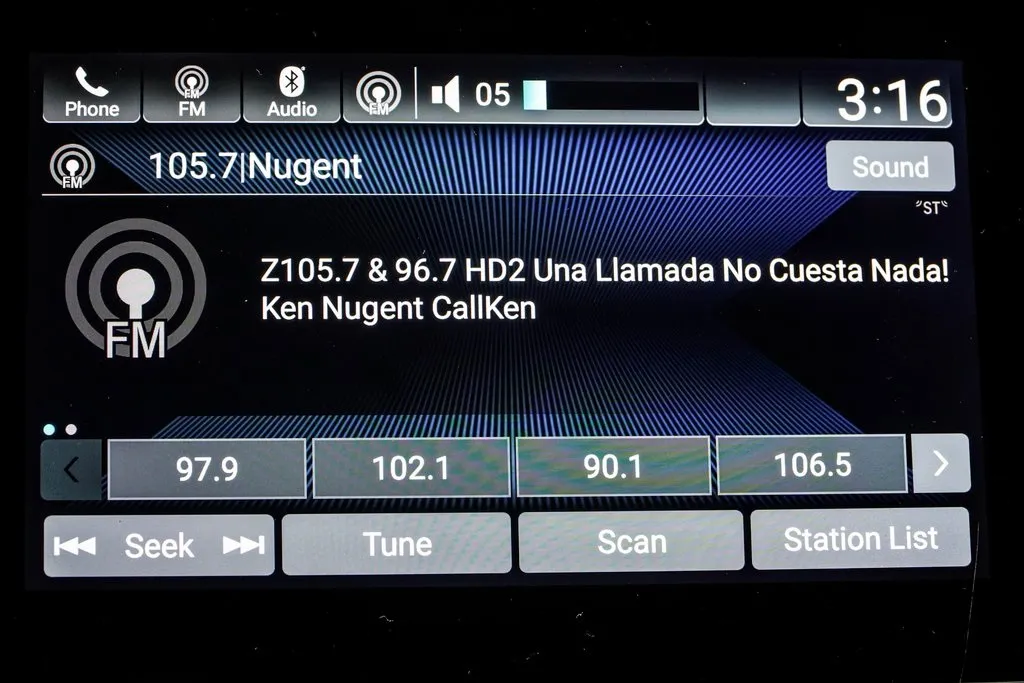 Phone
FM
FM
Audio
FM
05
3:16
FM
105.7|Nugent
Sound
"ST"
FM
Z105.7 & 96.7 HD2 Una Llamada No Cuesta Nada!
Ken Nugent CallKen
97.9
102.1
90.1
106.5
Seek
Tune
Scan
Station List